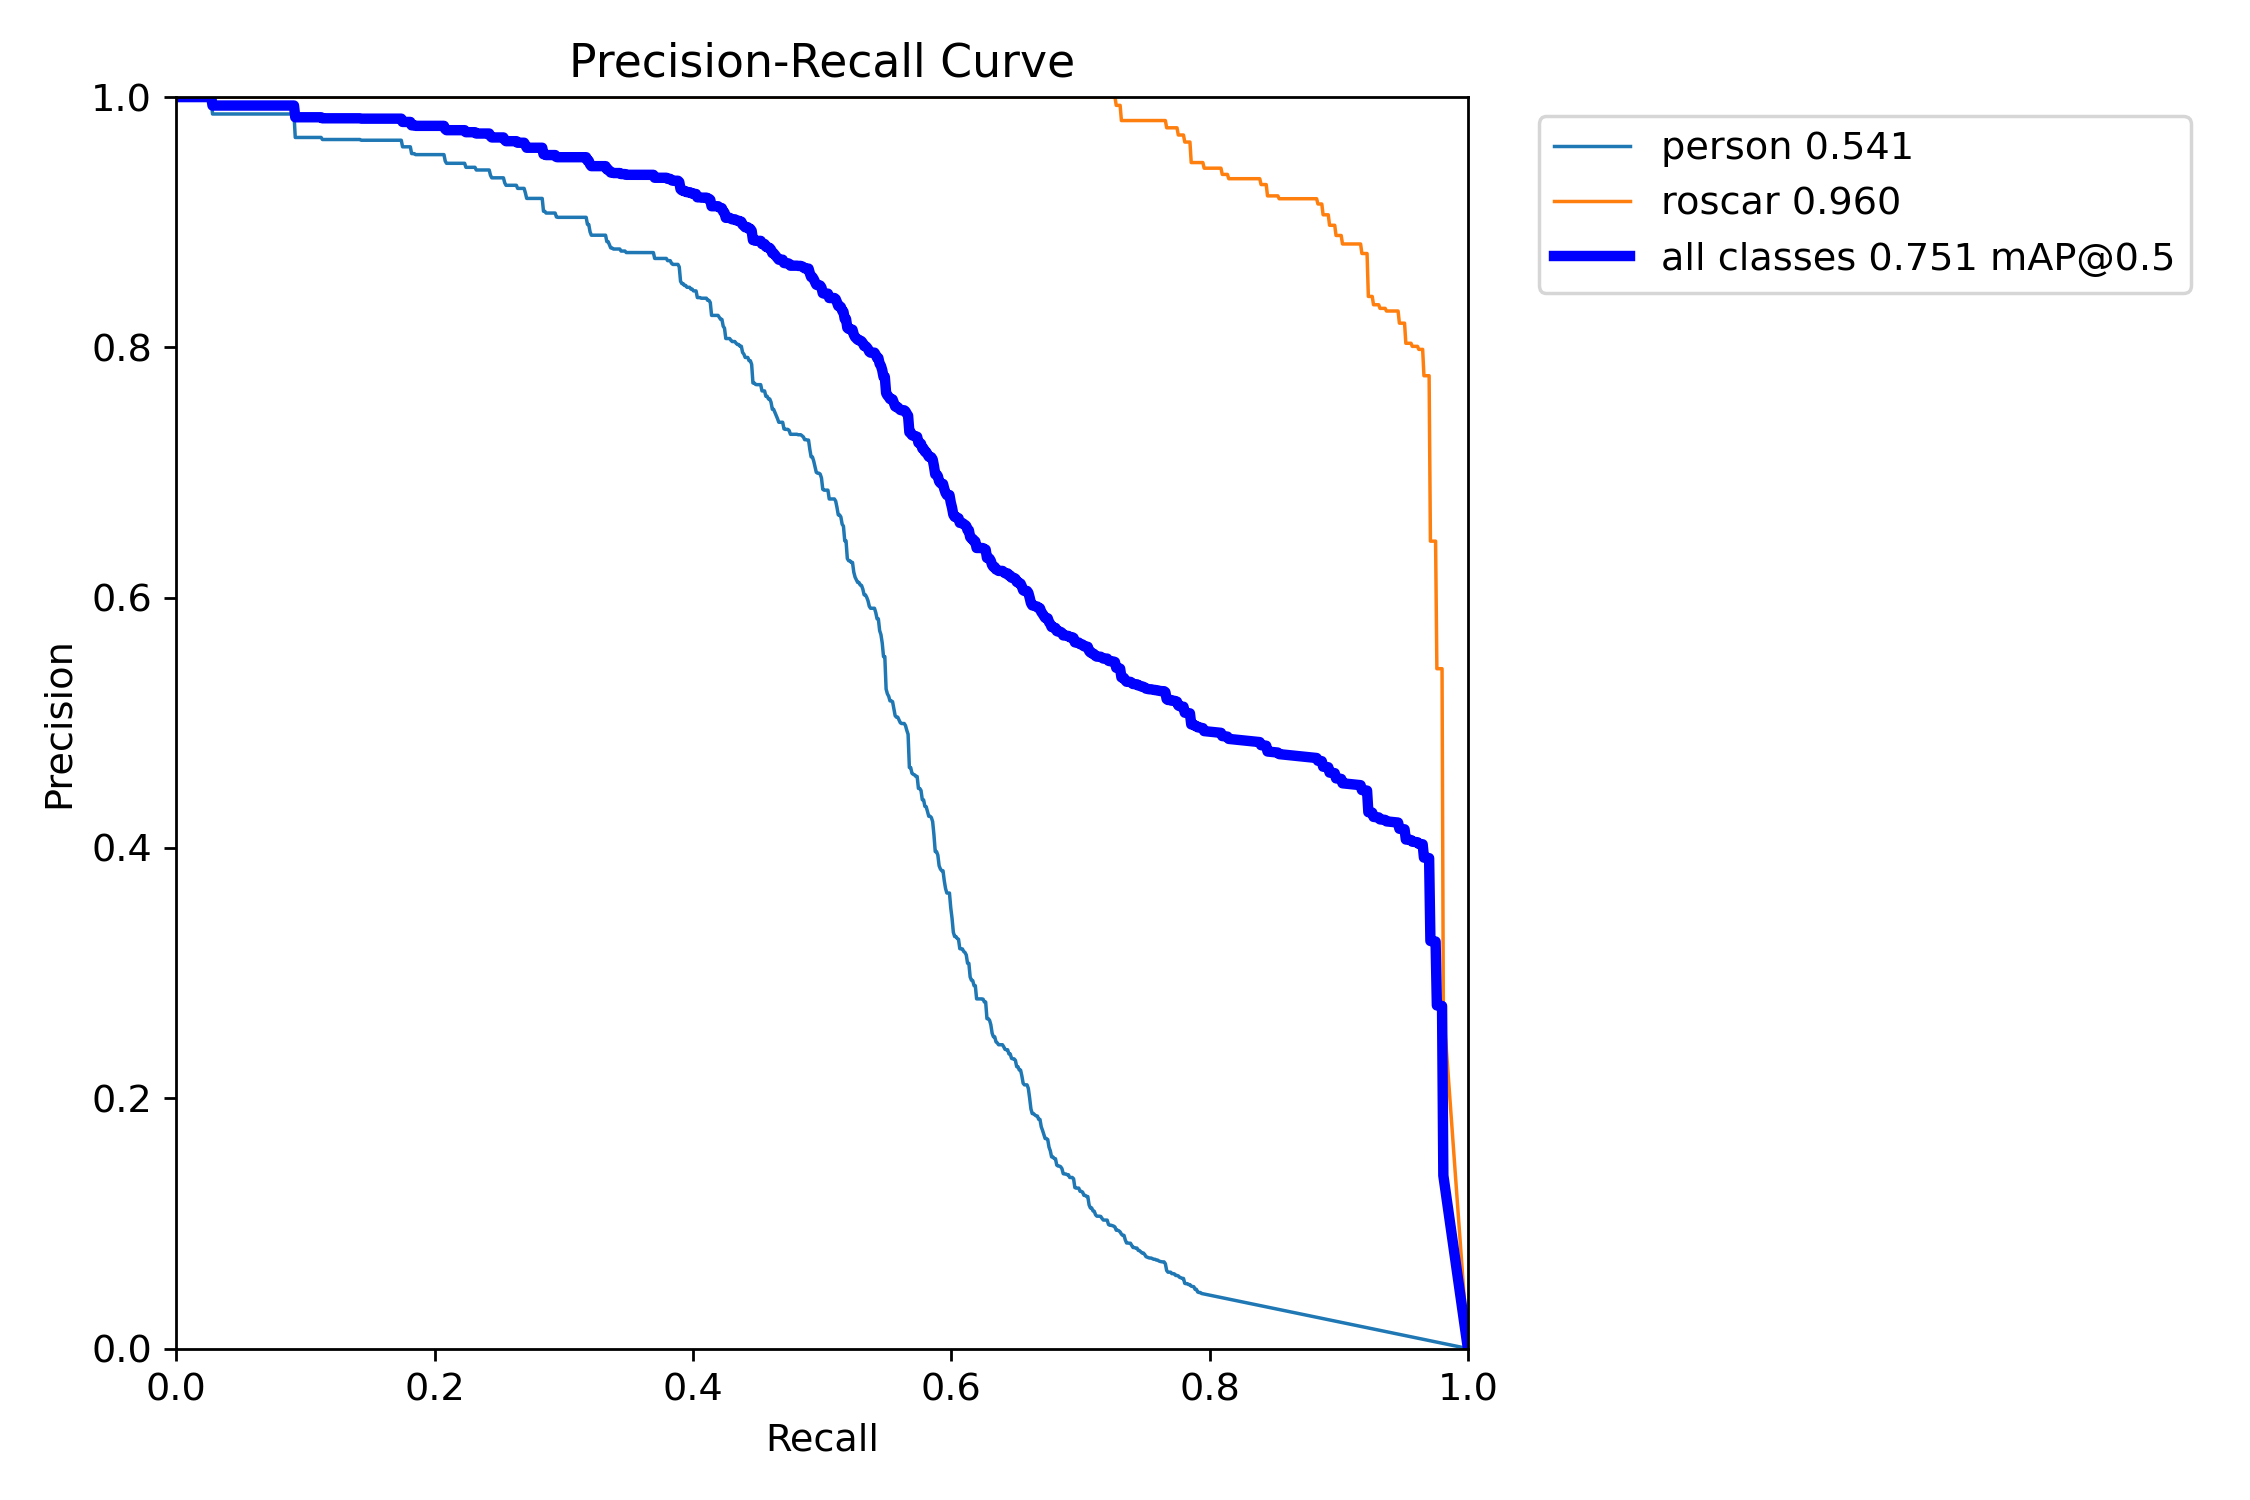 Precision-Recall Curve
1.0
0.8
0.6
0.4
0.2
0.0
Precision
0.0 0.2 0.4 0.6 0.8 1.0
Recall
person 0.541
roscar 0.960
all classes 0.751 mAP@0.5